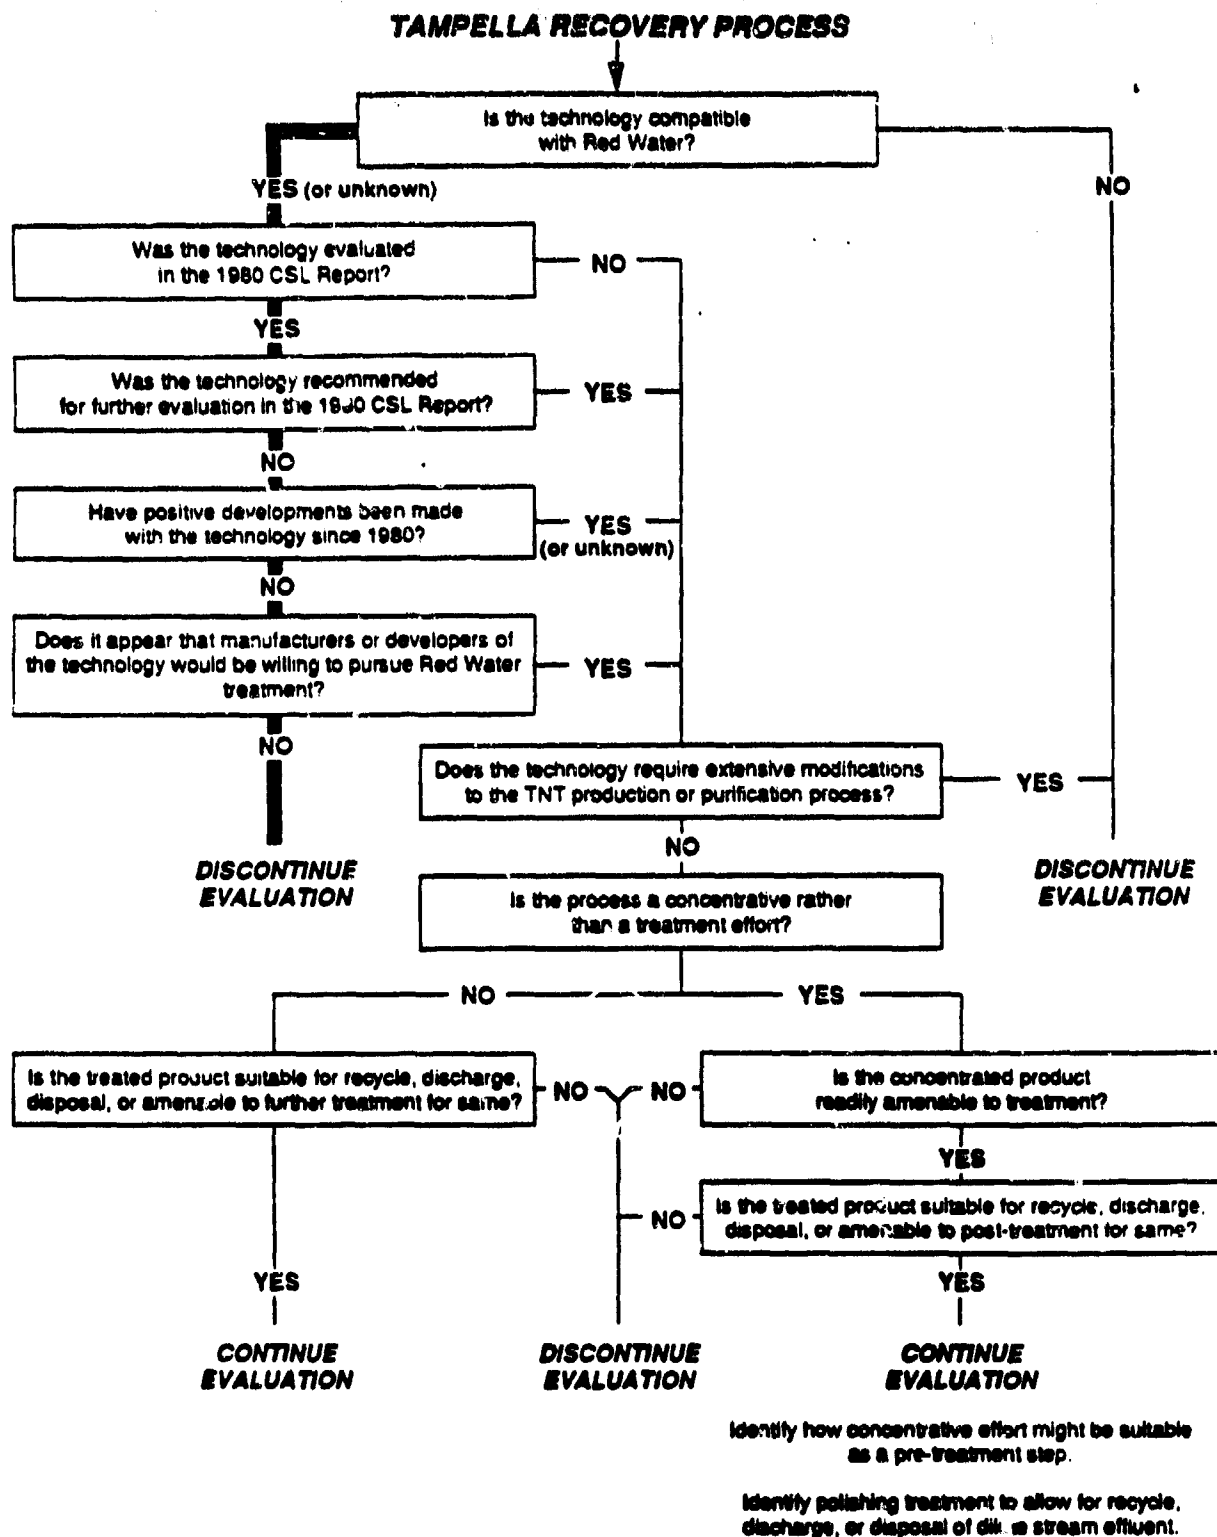 TAMPELLA RECOVERY PROCESS
Is the technology compatible
with Red Water?
YES (or unknown)
NO
Was the technology evaluated
in the 1980 CSL Report?
NO
YES
Was the technology recommended
for further evaluation in the 1980 CSL Report?
YES
NO
Have positive developments been made
with the technology since 1980?
YES
(or unknown)
NO
Does it appear that manufacturers or developers of
the technology would be willing to pursue Red Water
treatment?
YES
NO
Does the technology require extensive modifications
to the TNT production or purification process?
YES
NO
DISCONTINUE
EVALUATION
DISCONTINUE
EVALUATION
Is the process a concentrative rather
than a treatment effort?
NO
YES
Is the treated product suitable for recycle, discharge,
disposal, or amenable to further treatment for same?
NO
NO
Is the concentrated product
readily amenable to treatment?
YES
NO
Is the treated product suitable for recycle, discharge,
disposal, or amenable to post-treatment for same?
YES
YES
CONTINUE
EVALUATION
DISCONTINUE
EVALUATION
CONTINUE
EVALUATION
Identify how concentrative effort might be suitable
as a pre-treatment step.
Identify polishing treatment to allow for recycle,
discharge, or disposal of dilute stream effluent.